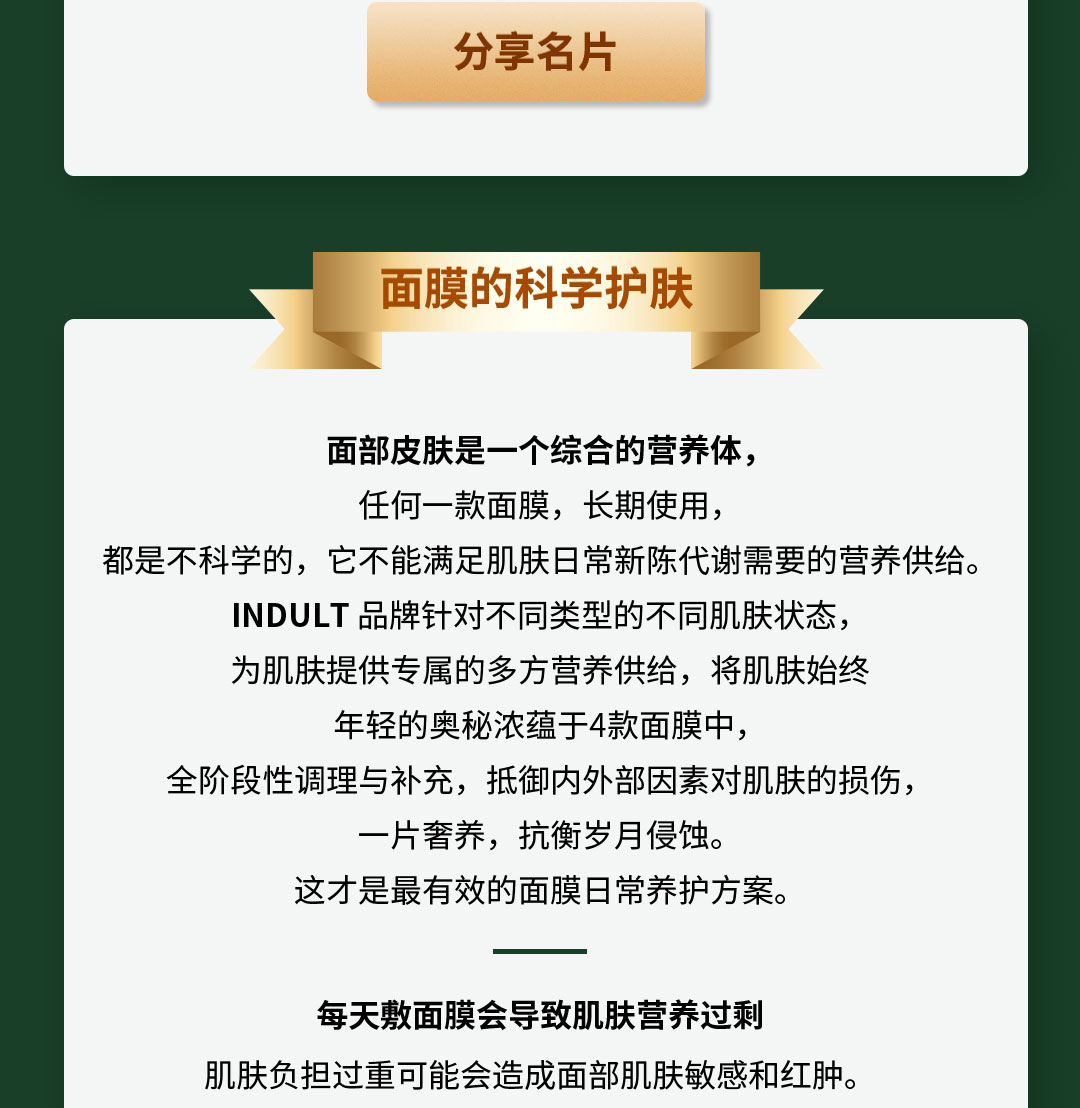 分享名片
面膜的科学护肤
面部皮肤是一个综合的营养体，
任何一款面膜，长期使用，
都是不科学的，它不能满足肌肤日常新陈代谢需要的营养供给。
INDULT 品牌针对不同类型的不同肌肤状态，
为肌肤提供专属的多方营养供给，将肌肤始终
年轻的奥秘浓蕴于4款面膜中，
全阶段性调理与补充，抵御内外部因素对肌肤的损伤，
一片奢养，抗衡岁月侵蚀。
这才是最有效的面膜日常养护方案。
每天敷面膜会导致肌肤营养过剩
肌肤负担过重可能会造成面部肌肤敏感和红肿。